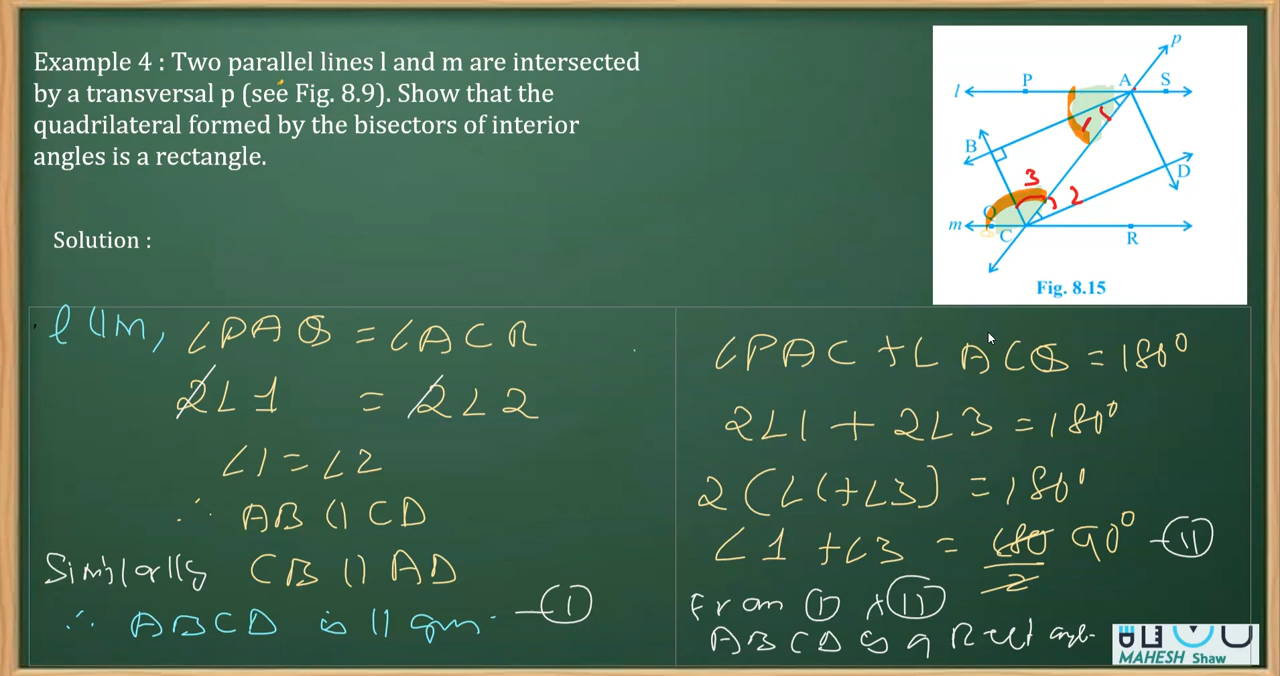 Example 4 : Two parallel lines l and m are intersected
by a transversal p (see Fig. 8.9). Show that the
quadrilateral formed by the bisectors of interior
angles is a rectangle.
Solution :
p
l P A S
1
B
D
3 2
Q
m C R
Fig. 8.15
l || m, ∠PAQ = ∠ACR
2∠1 = 2∠2
∠1 = ∠2
∴ AB || CD
Similarly CB || AD
∴ ABCD is || gm. —(I)
∠PAC + ∠ACQ = 180°
2∠1 + 2∠3 = 180°
2(∠1+∠3) = 180°
∠1 + ∠3 = 180/2 90° —(II)
From (I) & (II)
ABCD is a Rectangle
MAHESH Shaw